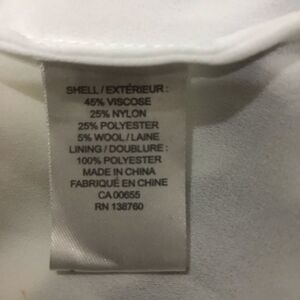 SHELL / EXTÉRIEUR :
45% VISCOSE
25% NYLON
25% POLYESTER
5% WOOL / LAINE
LINING / DOUBLURE :
100% POLYESTER
MADE IN CHINA
FABRIQUÉ EN CHINE
CA 00655
RN 138760